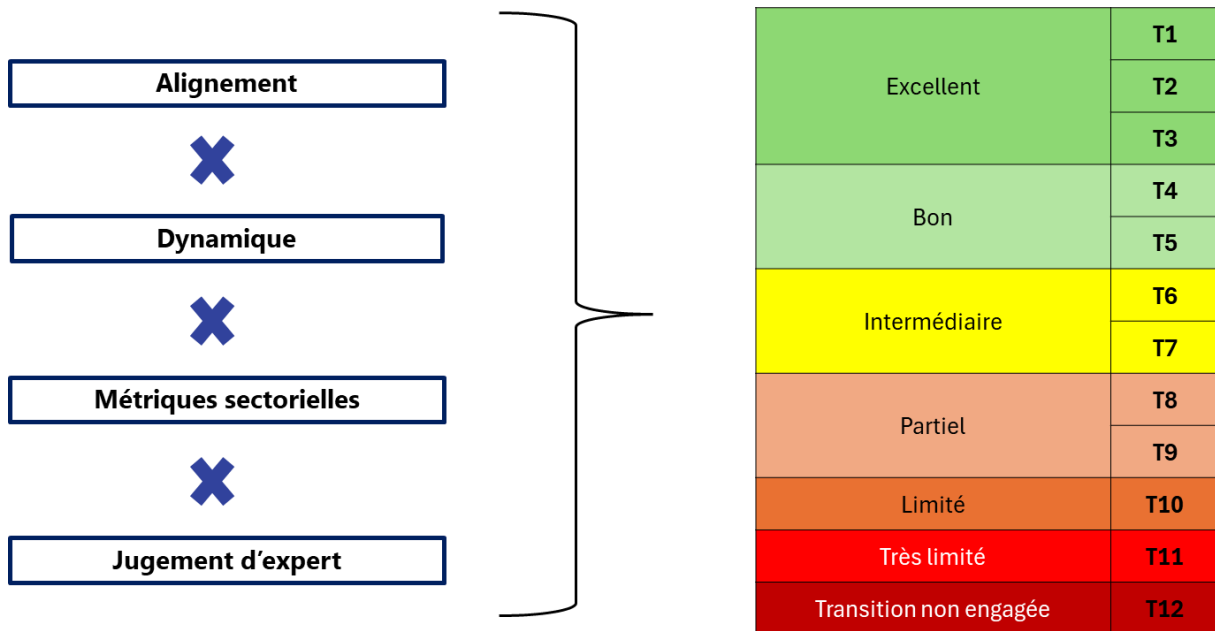 Alignement
Dynamique
Métriques sectorielles
Jugement d’expert
Excellent
T1
T2
T3
Bon
T4
T5
Intermédiaire
T6
T7
Partiel
T8
T9
Limité
T10
Très limité
T11
Transition non engagée
T12